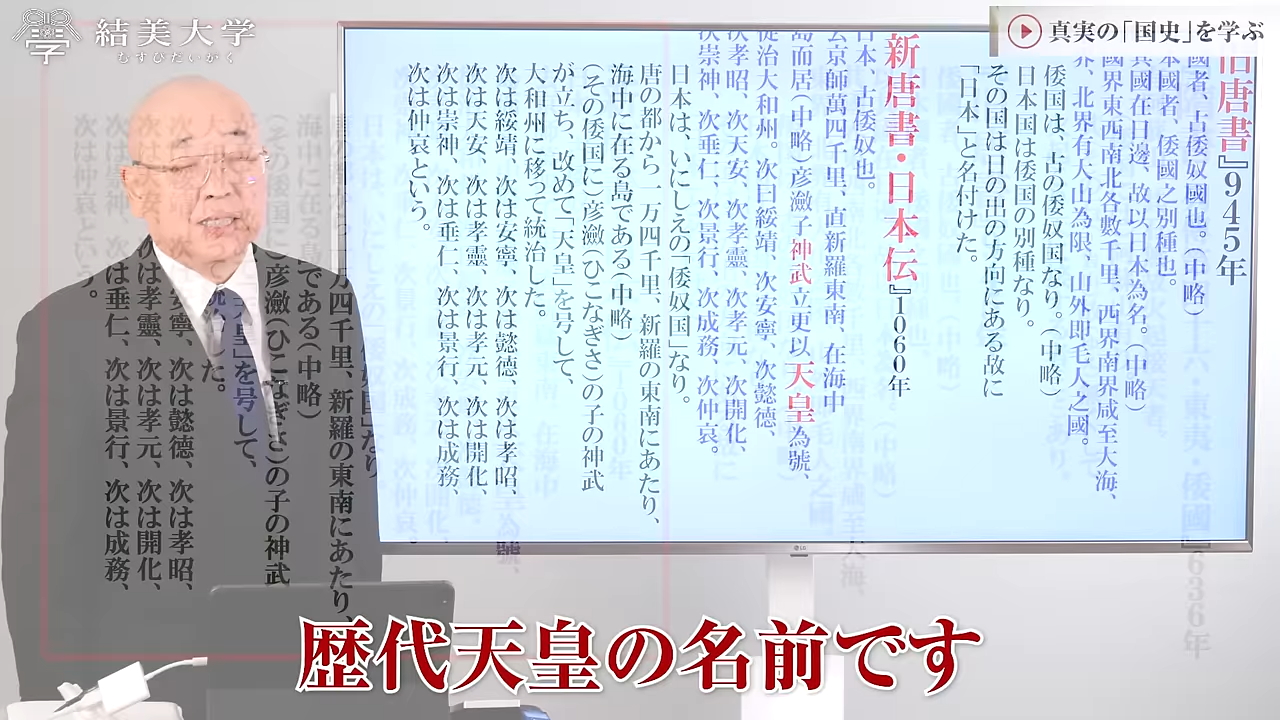 結美大学
むすびだいがく
真実の「国史」を学ぶ
旧唐書』945年
國者、古倭奴國也。(中略)
本國者、倭國之別種也。
其國在日邊、故以日本為名。(中略)
國界東西南北各數千里、西界南界咸至大海、
界、北界有大山為限、山外即毛人之國。
倭国は、古の倭奴国なり。(中略)
日本国は倭国の別種なり。
その国は日の出の方向にある故に
「日本」と名付けた。
新唐書・日本伝』1060年
日本、古倭奴也。
去京師萬四千里、直新羅東南、在海中
島而居(中略)彦瀲子神武立更以天皇為號、
徙治大和州。次曰綏靖、次安寧、次懿德、
次孝昭、次天安、次孝靈、次孝元、次開化、
次崇神、次垂仁、次景行、次成務、次仲哀。
日本は、いにしえの「倭奴国」なり。
唐の都から一万四千里、新羅の東南にあたり、
海中に在る島である(中略)
(その倭国に)彦瀲(ひこなぎさ)の子の神武
が立ち、改めて「天皇」を号して、
大和州に移って統治した。
次は綏靖、次は安寧、次は懿徳、次は孝昭、
次は天安、次は孝靈、次は孝元、次は開化、
次は崇神、次は垂仁、次は景行、次は成務、
次は仲哀という。
歴代天皇の名前です